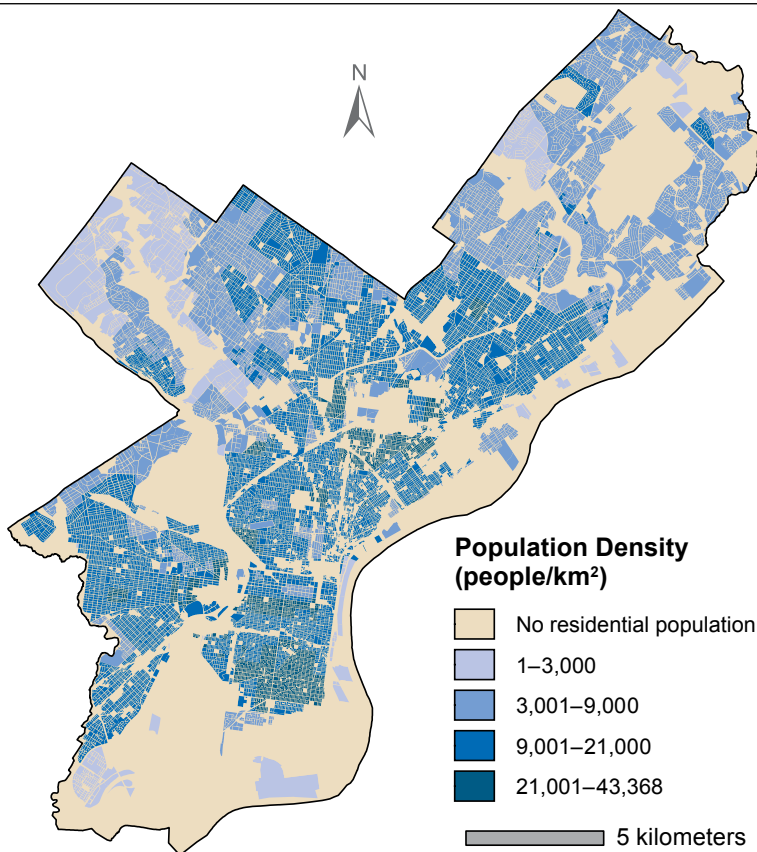 N
Population Density
(people/km²)
No residential population
1–3,000
3,001–9,000
9,001–21,000
21,001–43,368
5 kilometers